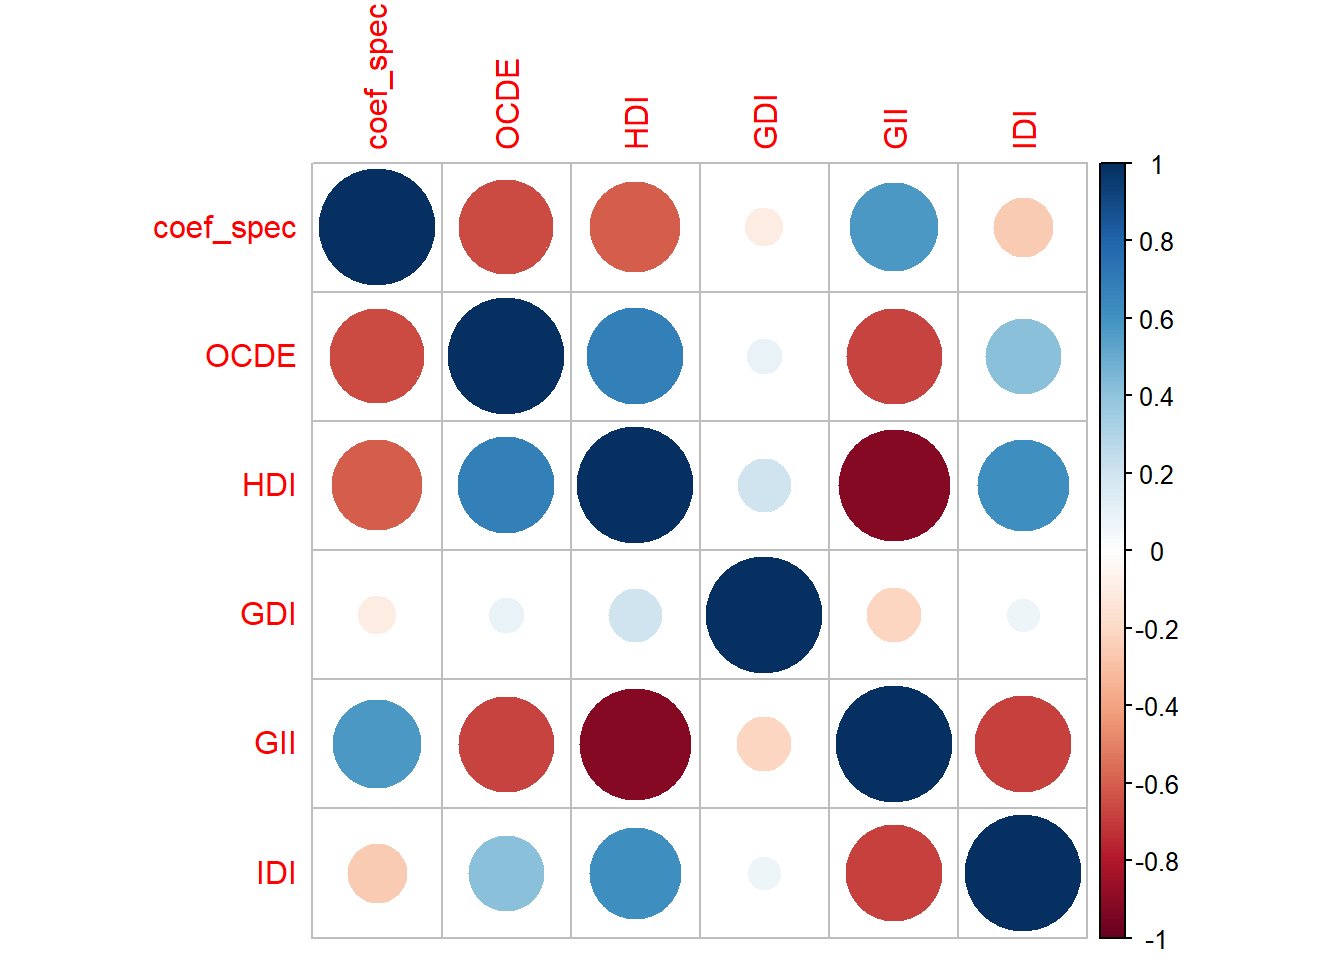 coef_spec
OCDE
HDI
GDI
GII
IDI
coef_spec
OCDE
HDI
GDI
GII
IDI
1
0.8
0.6
0.4
0.2
0
-0.2
-0.4
-0.6
-0.8
-1